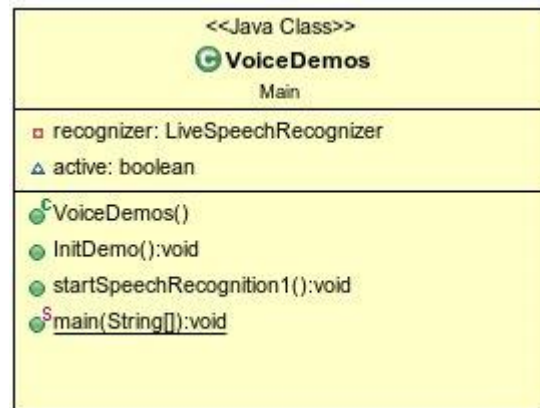 <<Java Class>>
C VoiceDemos
Main
recognizer: LiveSpeechRecognizer
active: boolean
C VoiceDemos()
InitDemo():void
startSpeechRecognition1():void
S main(String[]):void